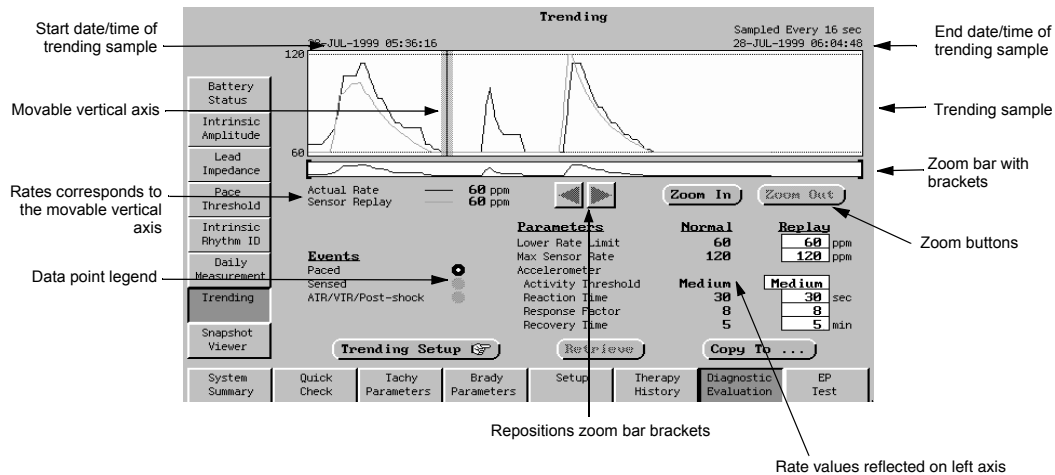 Trending
Start date/time of
trending sample
28-JUL-1999 05:36:16
Sampled Every 16 sec
28-JUL-1999 06:04:48
End date/time of
trending sample
120
60
Movable vertical axis
Trending sample
Battery
Status
Intrinsic
Amplitude
Lead
Impedance
Pace
Threshold
Intrinsic
Rhythm ID
Daily
Measurement
Trending
Snapshot
Viewer
Zoom bar with
brackets
Rates corresponds to
the movable vertical
axis
Actual Rate 60 ppm
Sensor Replay 60 ppm
Zoom In
Zoom Out
Zoom buttons
Data point legend
Events
Paced
Sensed
AIR/VIR/Post-shock
Parameters Normal Replay
Lower Rate Limit 60 60 ppm
Max Sensor Rate 120 120 ppm
Accelerometer
Activity Threshold Medium Medium
Reaction Time 30 30 sec
Response Factor 8 8
Recovery Time 5 5 min
Trending Setup
Retrieve
Copy To ...
System
Summary
Quick
Check
Tachy
Parameters
Brady
Parameters
Setup
Therapy
History
Diagnostic
Evaluation
EP
Test
Repositions zoom bar brackets
Rate values reflected on left axis